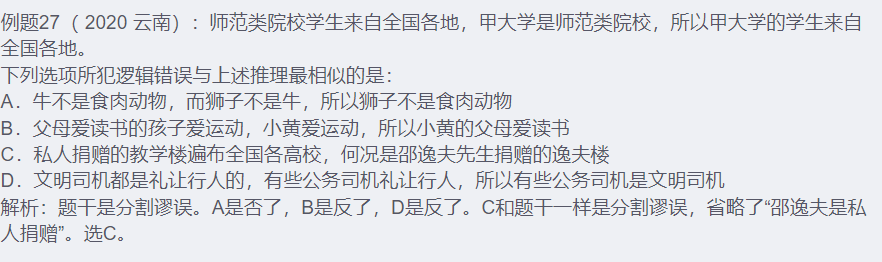 例题27（2020 云南）：师范类院校学生来自全国各地，甲大学是师范类院校，所以甲大学的学生来自
全国各地。
下列选项所犯逻辑错误与上述推理最相似的是：
A．牛不是食肉动物，而狮子不是牛，所以狮子不是食肉动物
B．父母爱读书的孩子爱运动，小黄爱运动，所以小黄的父母爱读书
C．私人捐赠的教学楼遍布全国各高校，何况是邵逸夫先生捐赠的逸夫楼
D．文明司机都是礼让行人的，有些公务司机礼让行人，所以有些公务司机是文明司机
解析：题干是分割谬误。A是否了，B是反了，D是反了。C和题干一样是分割谬误，省略了“邵逸夫是私
人捐赠”。选C。